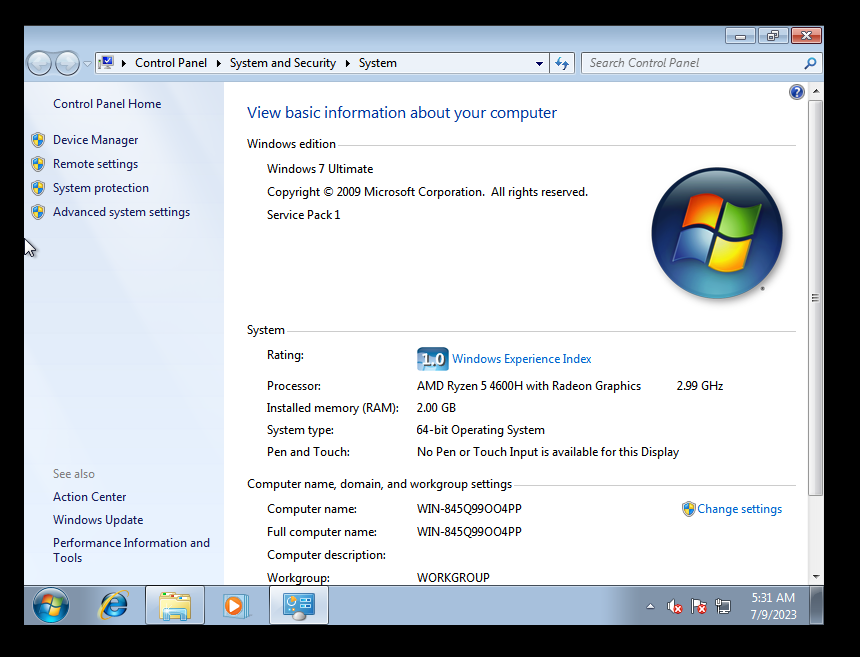 Control Panel
System and Security
System
Search Control Panel
Control Panel Home
Device Manager
Remote settings
System protection
Advanced system settings
See also
Action Center
Windows Update
Performance Information and
Tools
View basic information about your computer
Windows edition
Windows 7 Ultimate
Copyright © 2009 Microsoft Corporation.  All rights reserved.
Service Pack 1
System
Rating: 1.0 Windows Experience Index
Processor: AMD Ryzen 5 4600H with Radeon Graphics 2.99 GHz
Installed memory (RAM): 2.00 GB
System type: 64-bit Operating System
Pen and Touch: No Pen or Touch Input is available for this Display
Computer name, domain, and workgroup settings
Computer name: WIN-845Q99OO4PP Change settings
Full computer name: WIN-845Q99OO4PP
Computer description:
Workgroup: WORKGROUP
5:31 AM
7/9/2023